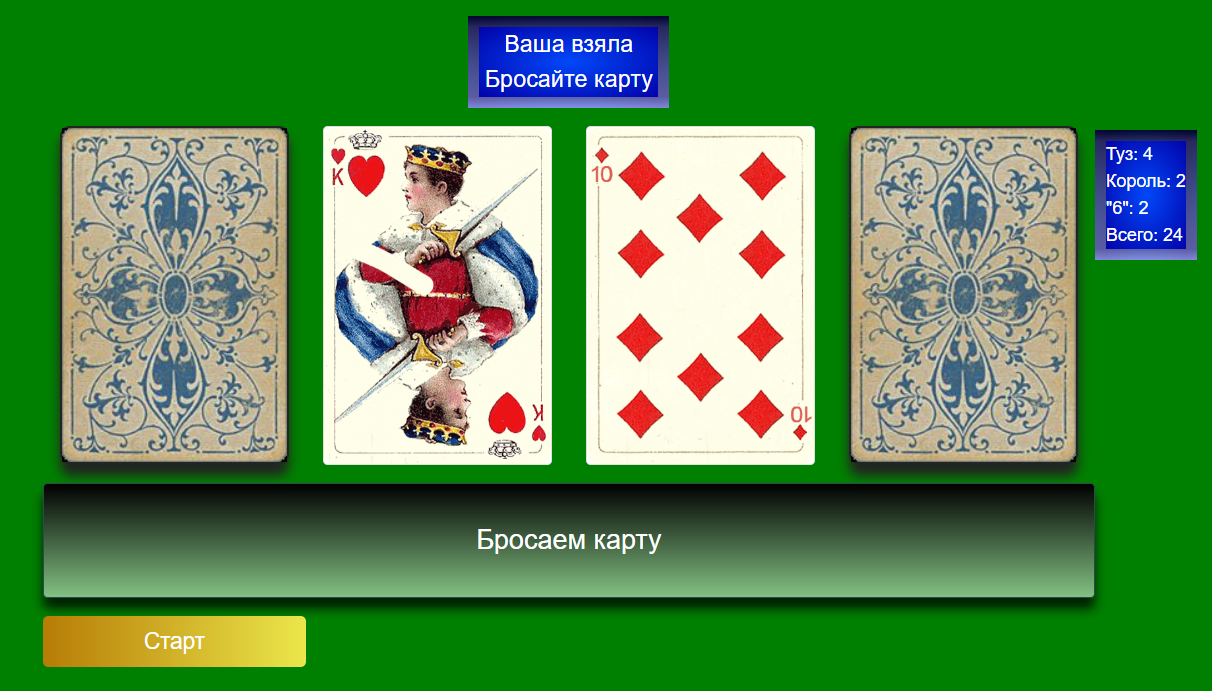 Ваша взяла
Бросайте карту
K
K
10
10
Туз: 4
Король: 2
"6": 2
Всего: 24
Бросаем карту
Старт